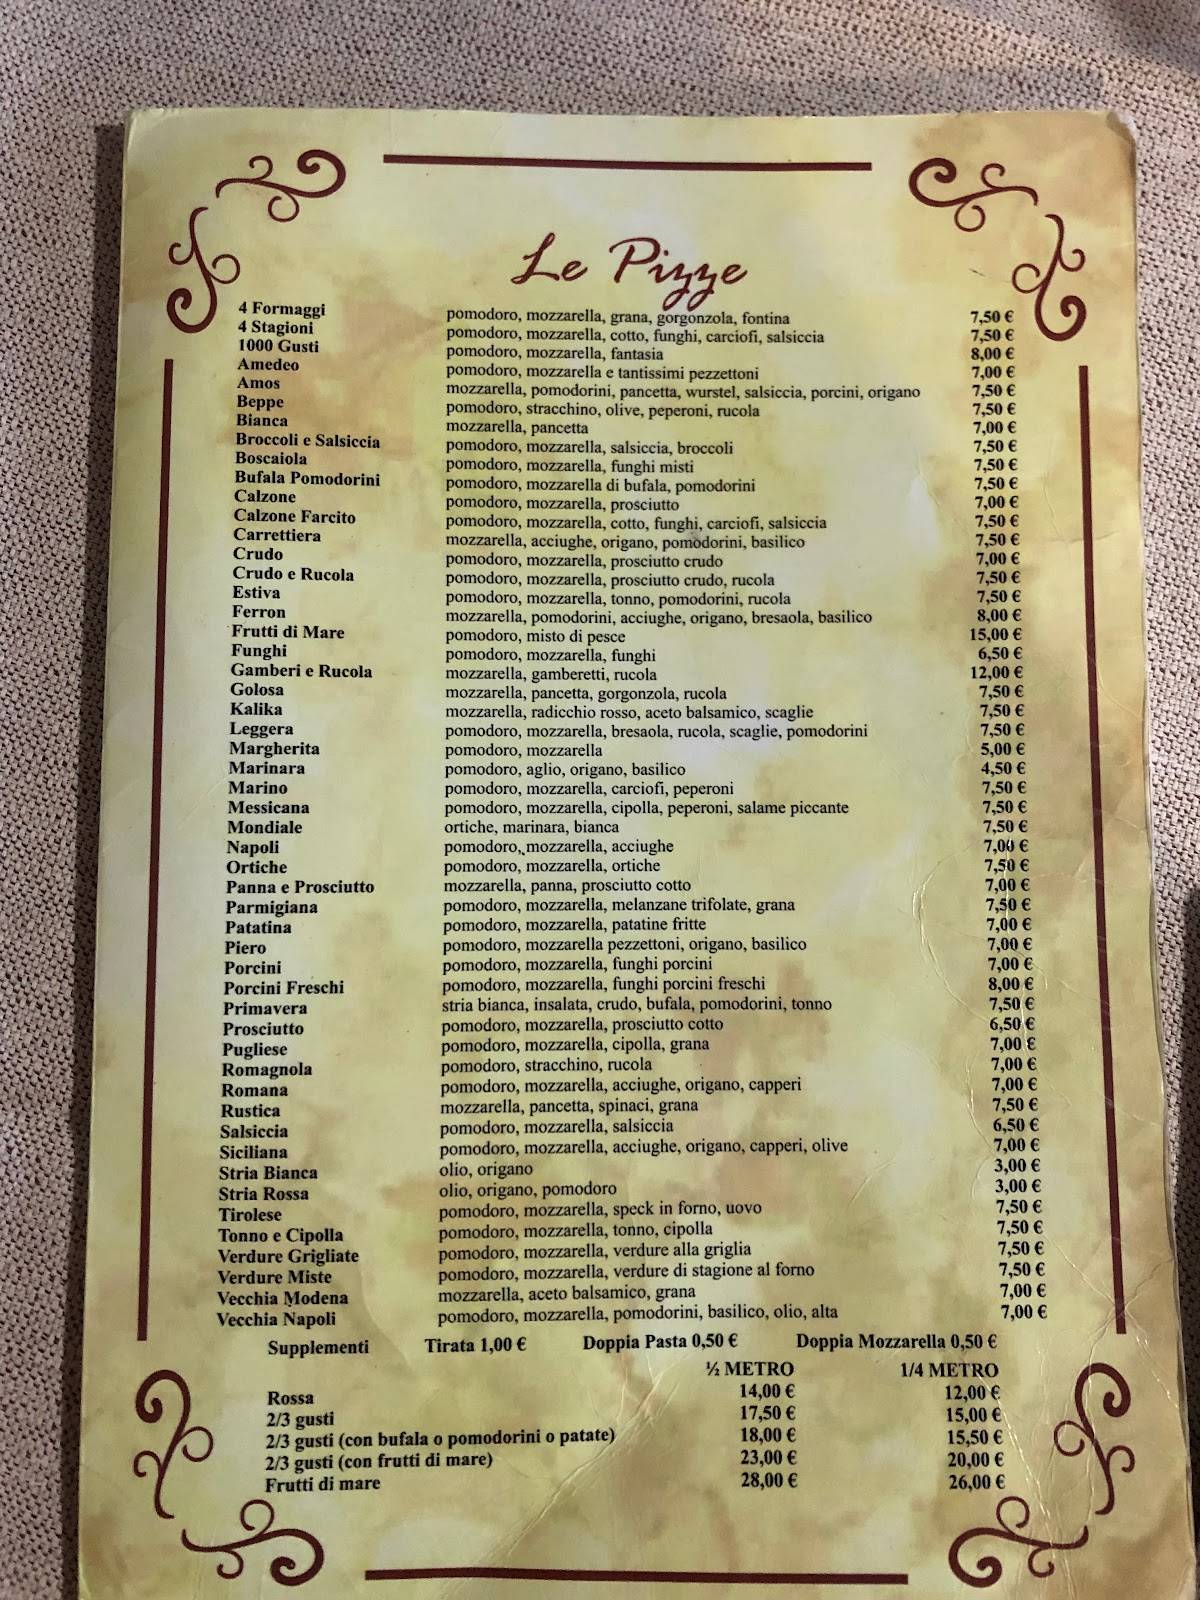 Le Pizze
4 Formaggi pomodoro, mozzarella, grana, gorgonzola, fontina 7,50 €
4 Stagioni pomodoro, mozzarella, cotto, funghi, carciofi, salsiccia 7,50 €
1000 Gusti pomodoro, mozzarella, fantasia 8,00 €
Amedeo pomodoro, mozzarella e tantissimi pezzettoni 7,00 €
Amos mozzarella, pomodorini, pancetta, wurstel, salsiccia, porcini, origano 7,50 €
Beppe pomodoro, stracchino, olive, peperoni, rucola 7,50 €
Bianca mozzarella, pancetta 7,00 €
Broccoli e Salsiccia pomodoro, mozzarella, salsiccia, broccoli 7,50 €
Boscaiola pomodoro, mozzarella, funghi misti 7,50 €
Bufala Pomodorini pomodoro, mozzarella di bufala, pomodorini 7,50 €
Calzone pomodoro, mozzarella, prosciutto 7,00 €
Calzone Farcito pomodoro, mozzarella, cotto, funghi, carciofi, salsiccia 7,50 €
Carrettiera mozzarella, acciughe, origano, pomodorini, basilico 7,50 €
Crudo pomodoro, mozzarella, prosciutto crudo 7,00 €
Crudo e Rucola pomodoro, mozzarella, prosciutto crudo, rucola 7,50 €
Estiva pomodoro, mozzarella, tonno, pomodorini, rucola 7,50 €
Ferron mozzarella, pomodorini, acciughe, origano, bresaola, basilico 8,00 €
Frutti di Mare pomodoro, misto di pesce 15,00 €
Funghi pomodoro, mozzarella, funghi 6,50 €
Gamberi e Rucola mozzarella, gamberetti, rucola 12,00 €
Golosa mozzarella, pancetta, gorgonzola, rucola 7,50 €
Kalika mozzarella, radicchio rosso, aceto balsamico, scaglie 7,50 €
Leggera pomodoro, mozzarella, bresaola, rucola, scaglie, pomodorini 7,50 €
Margherita pomodoro, mozzarella 5,00 €
Marinara pomodoro, aglio, origano, basilico 4,50 €
Marino pomodoro, mozzarella, carciofi, peperoni 7,50 €
Messicana pomodoro, mozzarella, cipolla, peperoni, salame piccante 7,50 €
Mondiale ortiche, marinara, bianca 7,50 €
Napoli pomodoro, mozzarella, acciughe 7,00 €
Ortiche pomodoro, mozzarella, ortiche 7,50 €
Panna e Prosciutto mozzarella, panna, prosciutto cotto 7,00 €
Parmigiana pomodoro, mozzarella, melanzane trifolate, grana 7,50 €
Patatina pomodoro, mozzarella, patatine fritte 7,00 €
Piero pomodoro, mozzarella pezzettoni, origano, basilico 7,00 €
Porcini pomodoro, mozzarella, funghi porcini 7,00 €
Porcini Freschi pomodoro, mozzarella, funghi porcini freschi 8,00 €
Primavera stria bianca, insalata, crudo, bufala, pomodorini, tonno 7,50 €
Prosciutto pomodoro, mozzarella, prosciutto cotto 6,50 €
Pugliese pomodoro, mozzarella, cipolla, grana 7,00 €
Romagnola pomodoro, stracchino, rucola 7,00 €
Romana pomodoro, mozzarella, acciughe, origano, capperi 7,00 €
Rustica mozzarella, pancetta, spinaci, grana 7,50 €
Salsiccia pomodoro, mozzarella, salsiccia 6,50 €
Siciliana pomodoro, mozzarella, acciughe, origano, capperi, olive 7,00 €
Stria Bianca olio, origano 3,00 €
Stria Rossa olio, origano, pomodoro 3,00 €
Tirolese pomodoro, mozzarella, speck in forno, uovo 7,50 €
Tonno e Cipolla pomodoro, mozzarella, tonno, cipolla 7,50 €
Verdure Grigliate pomodoro, mozzarella, verdure alla griglia 7,50 €
Verdure Miste pomodoro, mozzarella, verdure di stagione al forno 7,50 €
Vecchia Modena mozzarella, aceto balsamico, grana 7,00 €
Vecchia Napoli pomodoro, mozzarella, pomodorini, basilico, olio, alta 7,00 €
Supplementi Tirata 1,00 € Doppia Pasta 0,50 € Doppia Mozzarella 0,50 €
½ METRO 1/4 METRO
Rossa 14,00 € 12,00 €
2/3 gusti 17,50 € 15,00 €
2/3 gusti (con bufala o pomodorini o patate) 18,00 € 15,50 €
2/3 gusti (con frutti di mare) 23,00 € 20,00 €
Frutti di mare 28,00 € 26,00 €